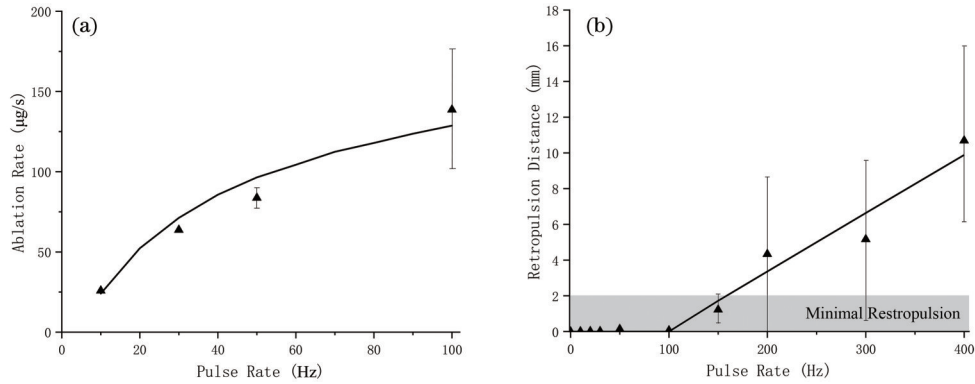 (a)
200
150
100
50
0
Ablation Rate (μg/s)
0 20 40 60 80 100
Pulse Rate (Hz)
(b)
18
16
14
12
10
8
6
4
2
0
Retropulsion Distance (mm)
Minimal Restropulsion
0 100 200 300 400
Pulse Rate (Hz)